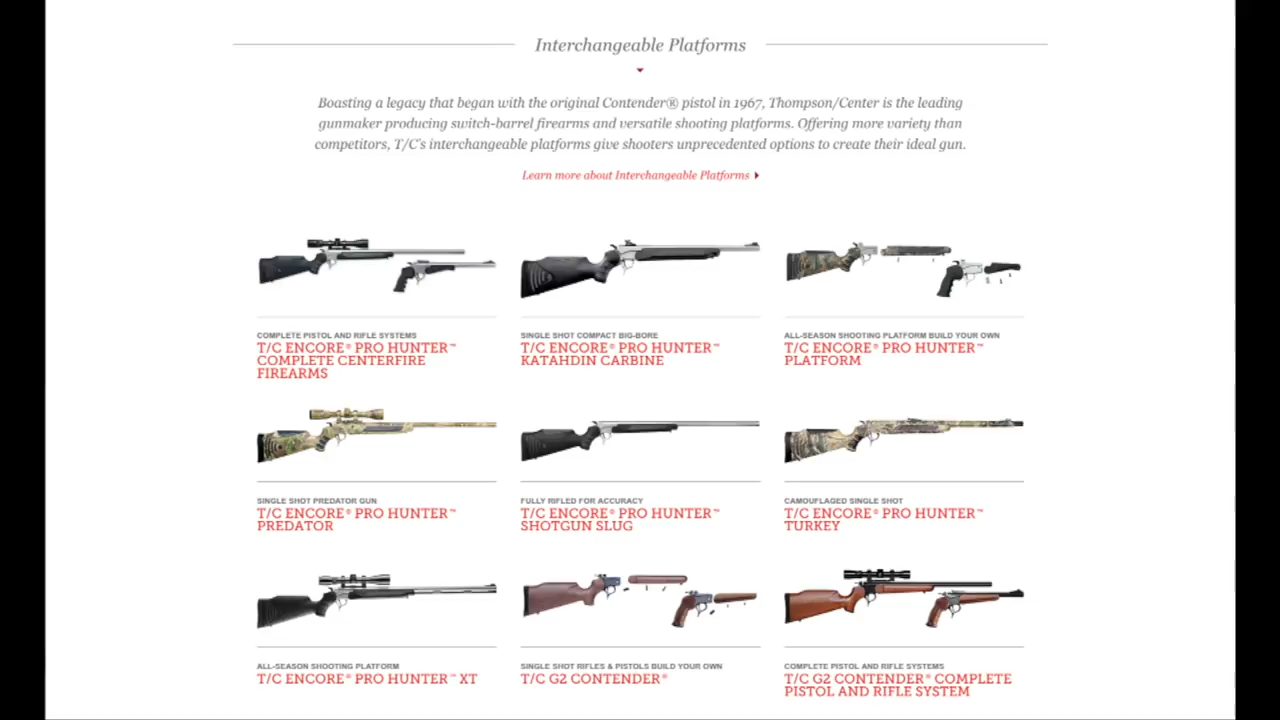 Interchangeable Platforms
Boasting a legacy that began with the original Contender® pistol in 1967, Thompson/Center is the leading
gunmaker producing switch-barrel firearms and versatile shooting platforms. Offering more variety than
competitors, T/C's interchangeable platforms give shooters unprecedented options to create their ideal gun.
Learn more about Interchangeable Platforms
COMPLETE PISTOL AND RIFLE SYSTEMS
T/C ENCORE® PRO HUNTER™
COMPLETE CENTERFIRE
FIREARMS
SINGLE SHOT COMPACT BIG-BORE
T/C ENCORE® PRO HUNTER™
KATAHDIN CARBINE
ALL-SEASON SHOOTING PLATFORM BUILD YOUR OWN
T/C ENCORE® PRO HUNTER™
PLATFORM
SINGLE SHOT PREDATOR GUN
T/C ENCORE® PRO HUNTER™
PREDATOR
FULLY RIFLED FOR ACCURACY
T/C ENCORE® PRO HUNTER™
SHOTGUN SLUG
CAMOUFLAGED SINGLE SHOT
T/C ENCORE® PRO HUNTER™
TURKEY
ALL-SEASON SHOOTING PLATFORM
T/C ENCORE® PRO HUNTER™ XT
SINGLE SHOT RIFLES & PISTOLS BUILD YOUR OWN
T/C G2 CONTENDER®
COMPLETE PISTOL AND RIFLE SYSTEMS
T/C G2 CONTENDER® COMPLETE
PISTOL AND RIFLE SYSTEM